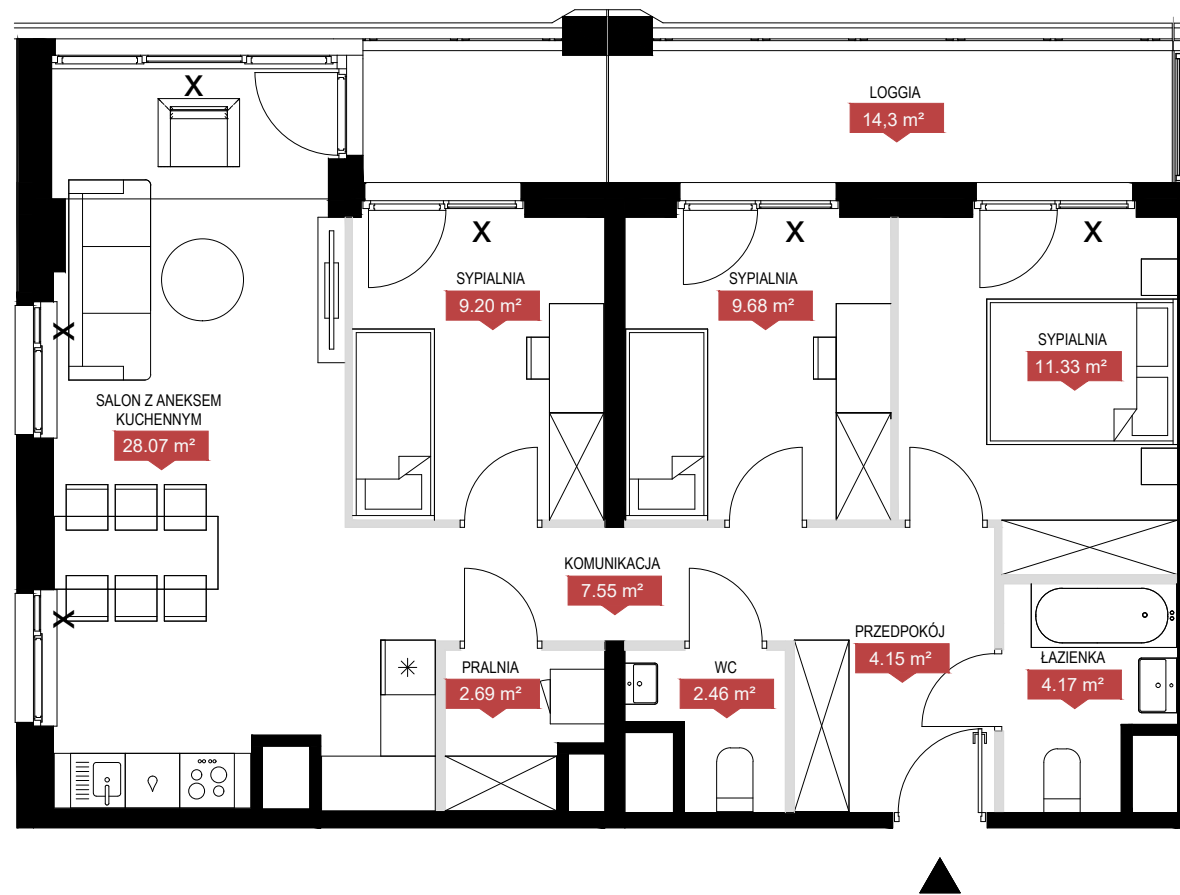 LOGGIA
14,3 m²
X
X
X
X
SYPIALNIA
9.20 m²
SYPIALNIA
9.68 m²
SYPIALNIA
11.33 m²
X
SALON Z ANEKSEM
KUCHENNYM
28.07 m²
KOMUNIKACJA
7.55 m²
X
PRZEDPOKÓJ
4.15 m²
PRALNIA
2.69 m²
WC
2.46 m²
ŁAZIENKA
4.17 m²